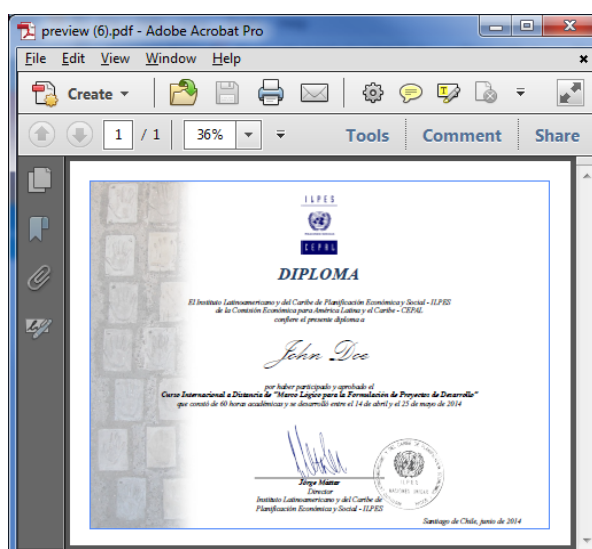 preview (6).pdf - Adobe Acrobat Pro
File Edit View Window Help
Create
1 / 1 36% Tools Comment Share
ILPES
CEPAL
DIPLOMA
El Instituto Latinoamericano y del Caribe de Planificación Económica y Social - ILPES
de la Comisión Económica para América Latina y el Caribe - CEPAL
confiere el presente diploma a
John Doe
por haber participado y aprobado el
Curso Internacional a Distancia de "Marco Lógico para la Formulación de Proyectos de Desarrollo"
que constó de 60 horas académicas y se desarrolló entre el 14 de abril y el 25 de mayo de 2014
Jorge Máttar
Director
Instituto Latinoamericano y del Caribe de
Planificación Económica y Social - ILPES
ILPES
NACIONES UNIDAS
Santiago de Chile, junio de 2014